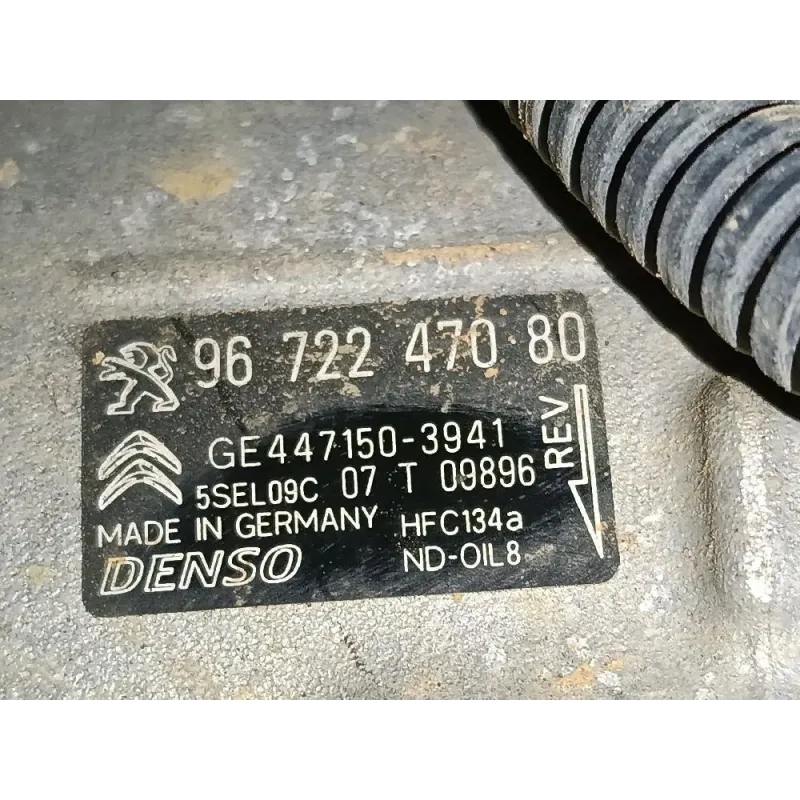 96 722 470 80
GE447150-3941
5SEL09C 07 T 09896
REV.
MADE IN GERMANY HFC134a
DENSO ND-OIL8